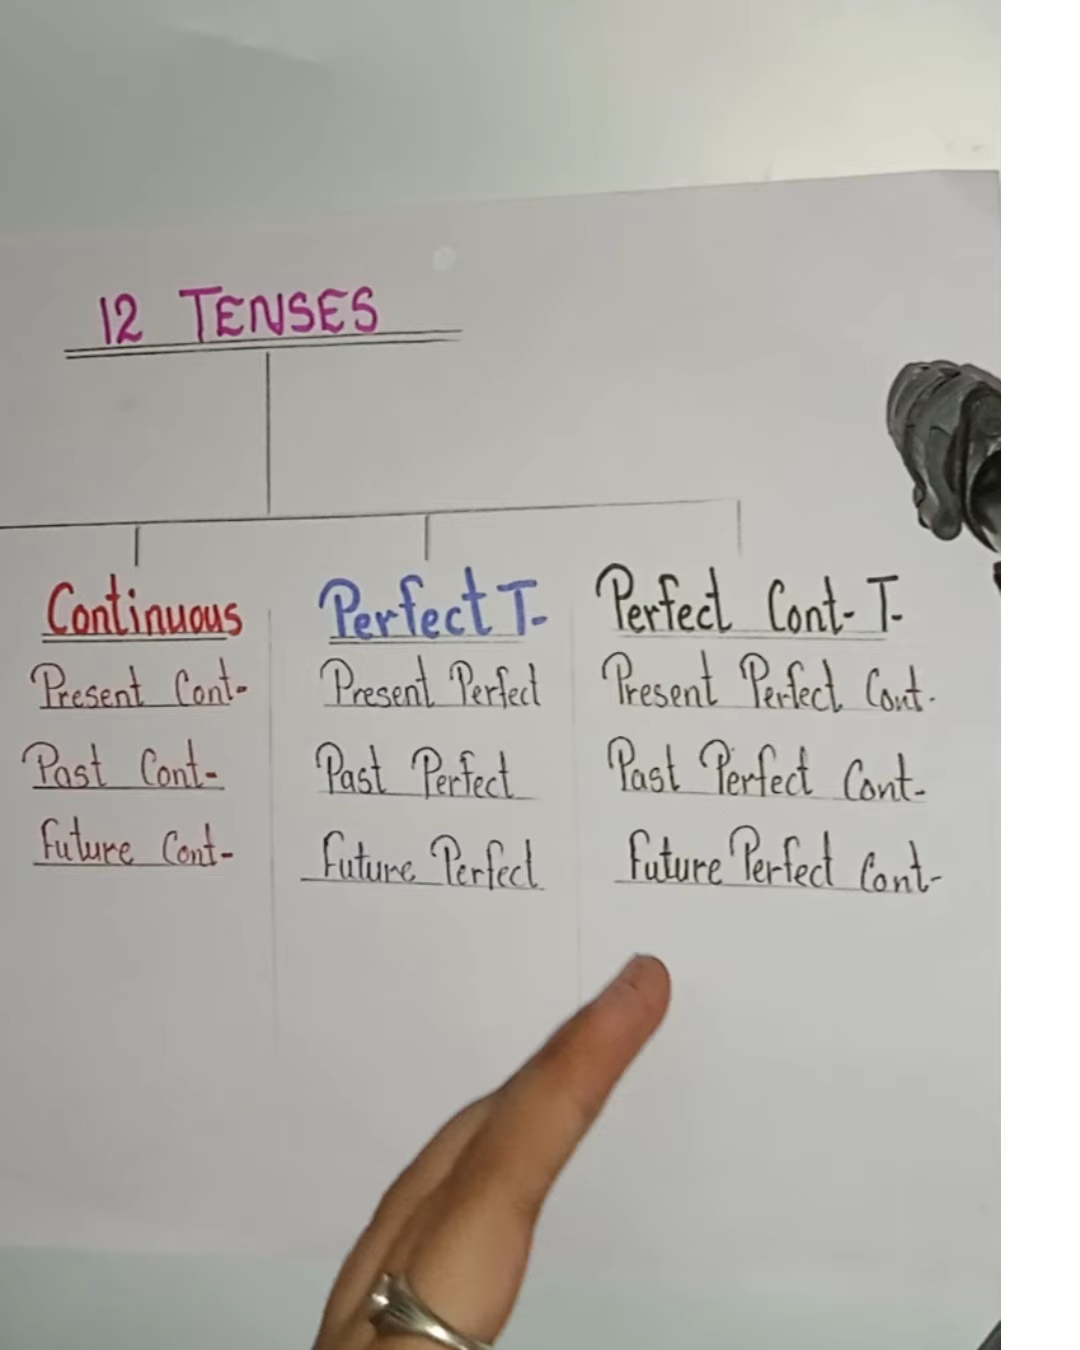 12 TENSES
Continuous
Present Cont-
Past Cont-
Future Cont-
Perfect T-
Present Perfect
Past Perfect
Future Perfect
Perfect Cont- T-
Present Perfect Cont.
Past Perfect Cont-
Future Perfect Cont-